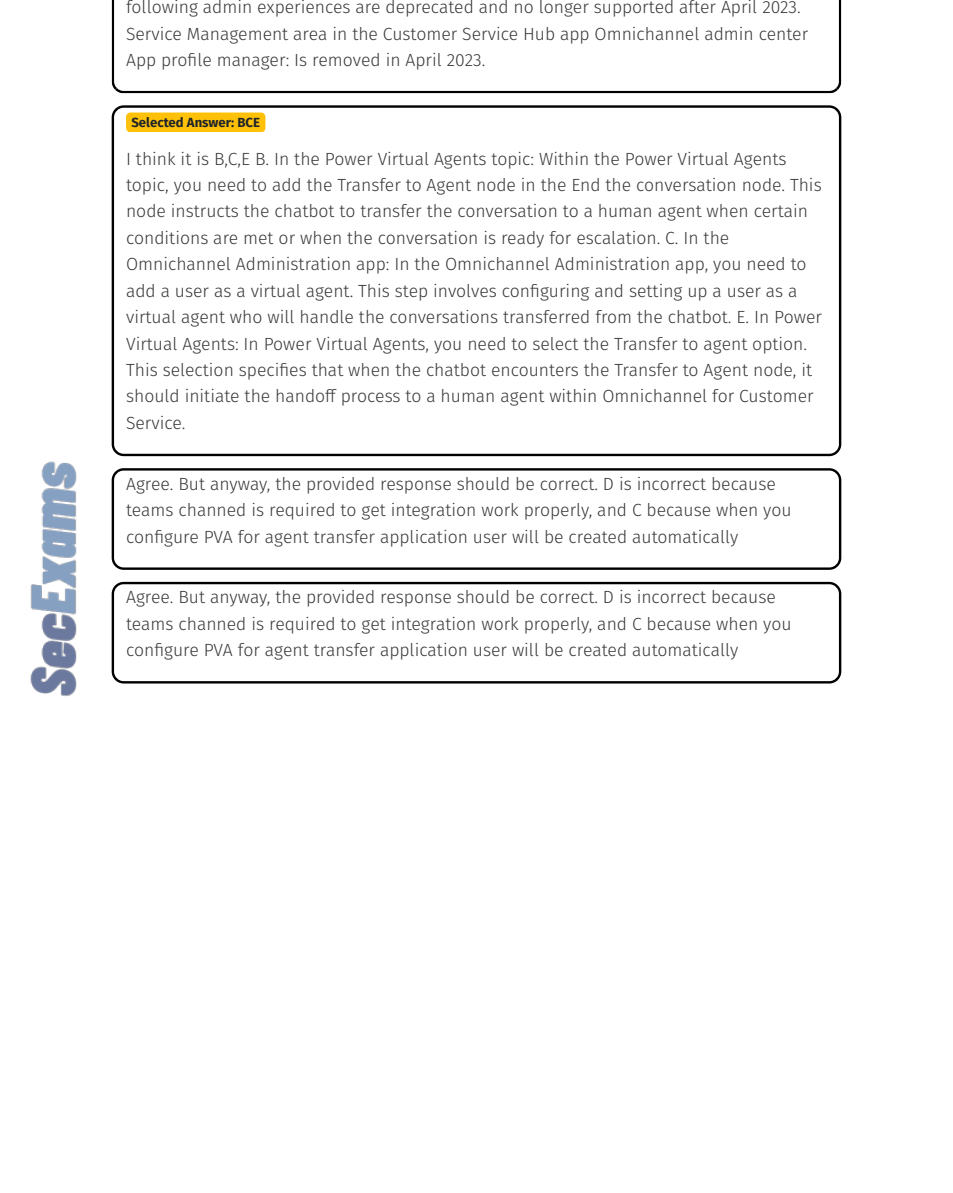 following admin experiences are deprecated and no longer supported after April 2023.
Service Management area in the Customer Service Hub app Omnichannel admin center
App profile manager: Is removed in April 2023.
Selected Answer: BCE
I think it is B,C,E B. In the Power Virtual Agents topic: Within the Power Virtual Agents
topic, you need to add the Transfer to Agent node in the End the conversation node. This
node instructs the chatbot to transfer the conversation to a human agent when certain
conditions are met or when the conversation is ready for escalation. C. In the
Omnichannel Administration app: In the Omnichannel Administration app, you need to
add a user as a virtual agent. This step involves configuring and setting up a user as a
virtual agent who will handle the conversations transferred from the chatbot. E. In Power
Virtual Agents: In Power Virtual Agents, you need to select the Transfer to agent option.
This selection specifies that when the chatbot encounters the Transfer to Agent node, it
should initiate the handoff process to a human agent within Omnichannel for Customer
Service.
Agree. But anyway, the provided response should be correct. D is incorrect because
teams channed is required to get integration work properly, and C because when you
configure PVA for agent transfer application user will be created automatically
Agree. But anyway, the provided response should be correct. D is incorrect because
teams channed is required to get integration work properly, and C because when you
configure PVA for agent transfer application user will be created automatically
SecExams